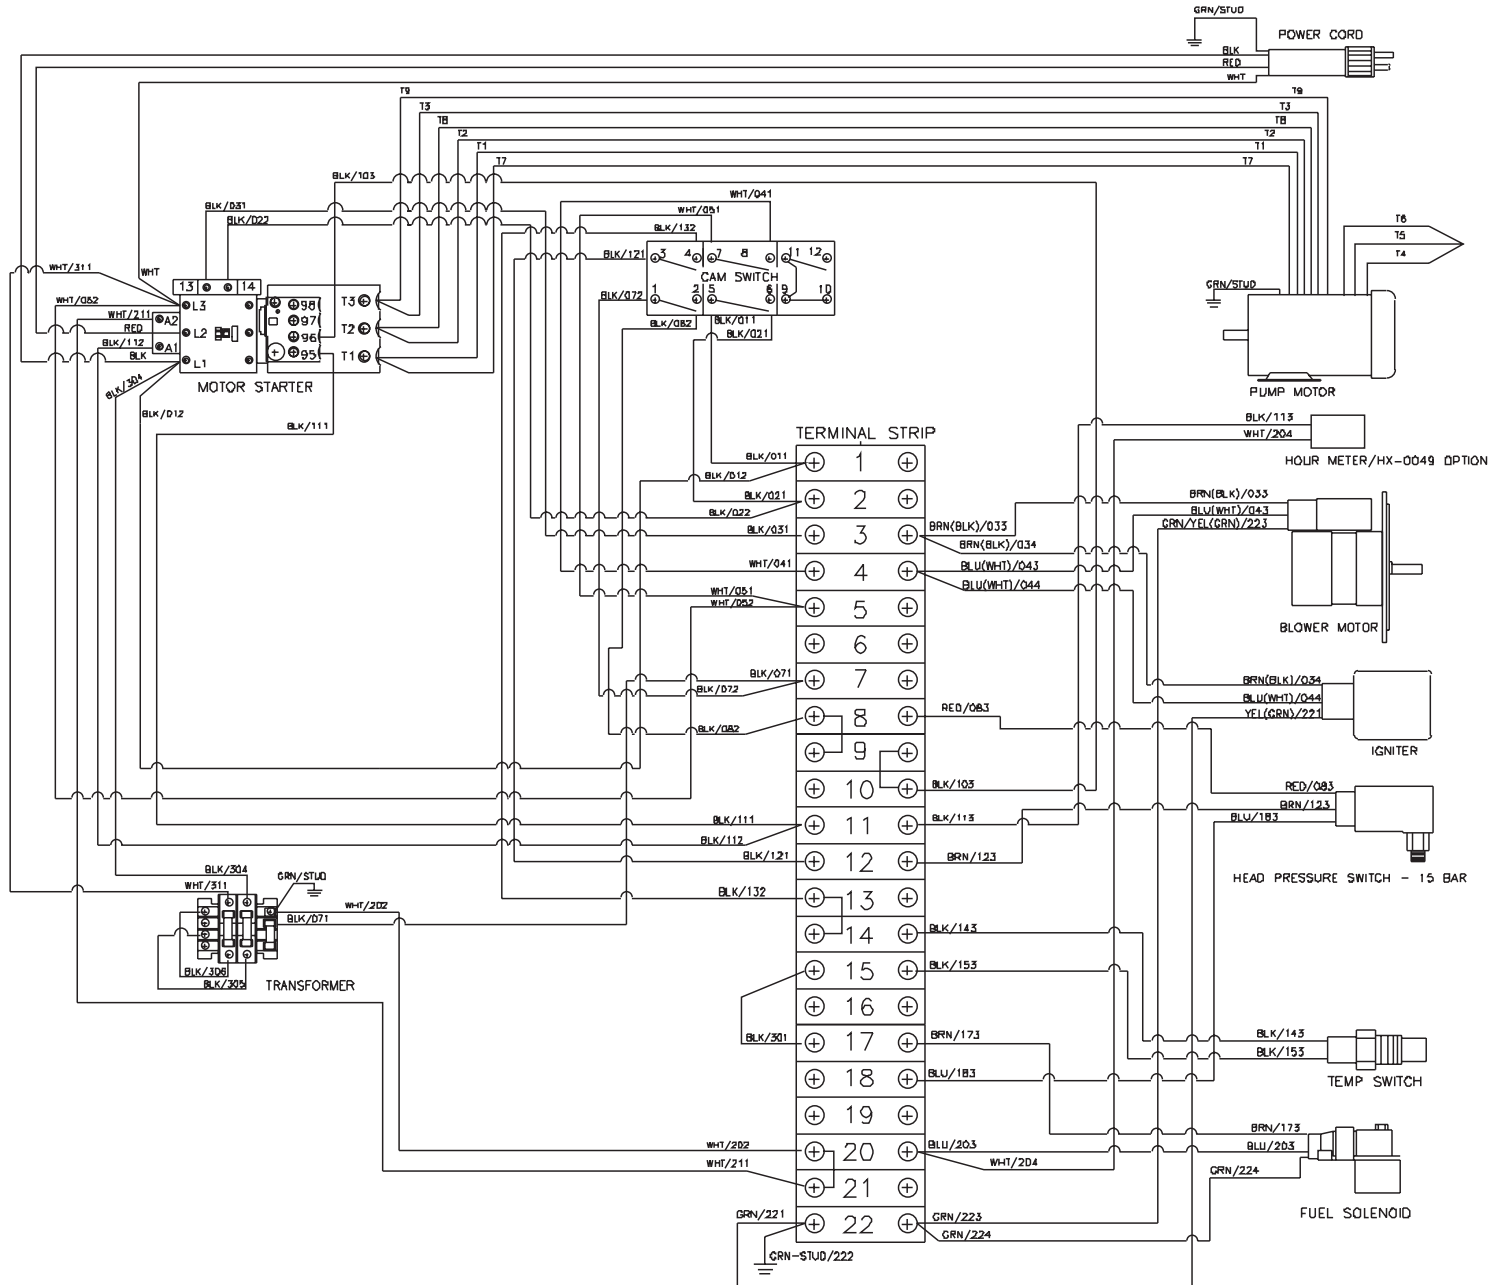 GRN/STUD
POWER CORD
BLK
RED
WHT
T9 T9
T3 T3
T8 T8
T2 T2
T1 T1
T7 T7
BLK/103
WHT/041
BLK/031
WHT/051
BLK/022
BLK/132
T6
T5
T4
WHT/311
WHT
BLK/121
3 4 7 8 11 12
CAM SWITCH
1 2 5 6 9 10
13 14
GRN/STUD
WHT/052
L3
98
T3
BLK/072
WHT/211
A2
97
BLK/011
RED
L2
T2
BLK/082
BLK/021
96
BLK/112
A1
95
T1
BLK
L1
MOTOR STARTER
PUMP MOTOR
BLK/304
BLK/012
BLK/111
BLK/113
WHT/204
HOUR METER/HX-0049 OPTION
TERMINAL STRIP
BLK/011 1
BLK/012
BLK/021 2
BLK/022
BLK/031 3 BRN(BLK)/033
BRN(BLK)/034
WHT/041 4 BLU(WHT)/043
BLU(WHT)/044
WHT/051
WHT/052 5
6
BLK/071 7
BLK/072
8 RED/083
BLK/082
9
10 BLK/103
BLK/111 11 BLK/113
BLK/112
BLK/121 12 BRN/123
BLK/132 13
14 BLK/143
15 BLK/153
16
BLK/301 17 BRN/173
18 BLU/183
19
WHT/202 20 BLU/203
WHT/211 WHT/204
21
GRN/221 22 GRN/223
GRN/224
GRN-STUD/222
BRN(BLK)/033
BLU(WHT)/043
GRN/YEL(GRN)/223
BLOWER MOTOR
BRN(BLK)/034
BLU(WHT)/044
YEL(GRN)/221
IGNITER
RED/083
BRN/123
BLU/183
HEAD PRESSURE SWITCH - 15 BAR
BLK/304
WHT/311
GRN/STUD
WHT/202
BLK/071
BLK/306
BLK/305
TRANSFORMER
BLK/143
BLK/153
TEMP SWITCH
BRN/173
BLU/203
GRN/224
FUEL SOLENOID